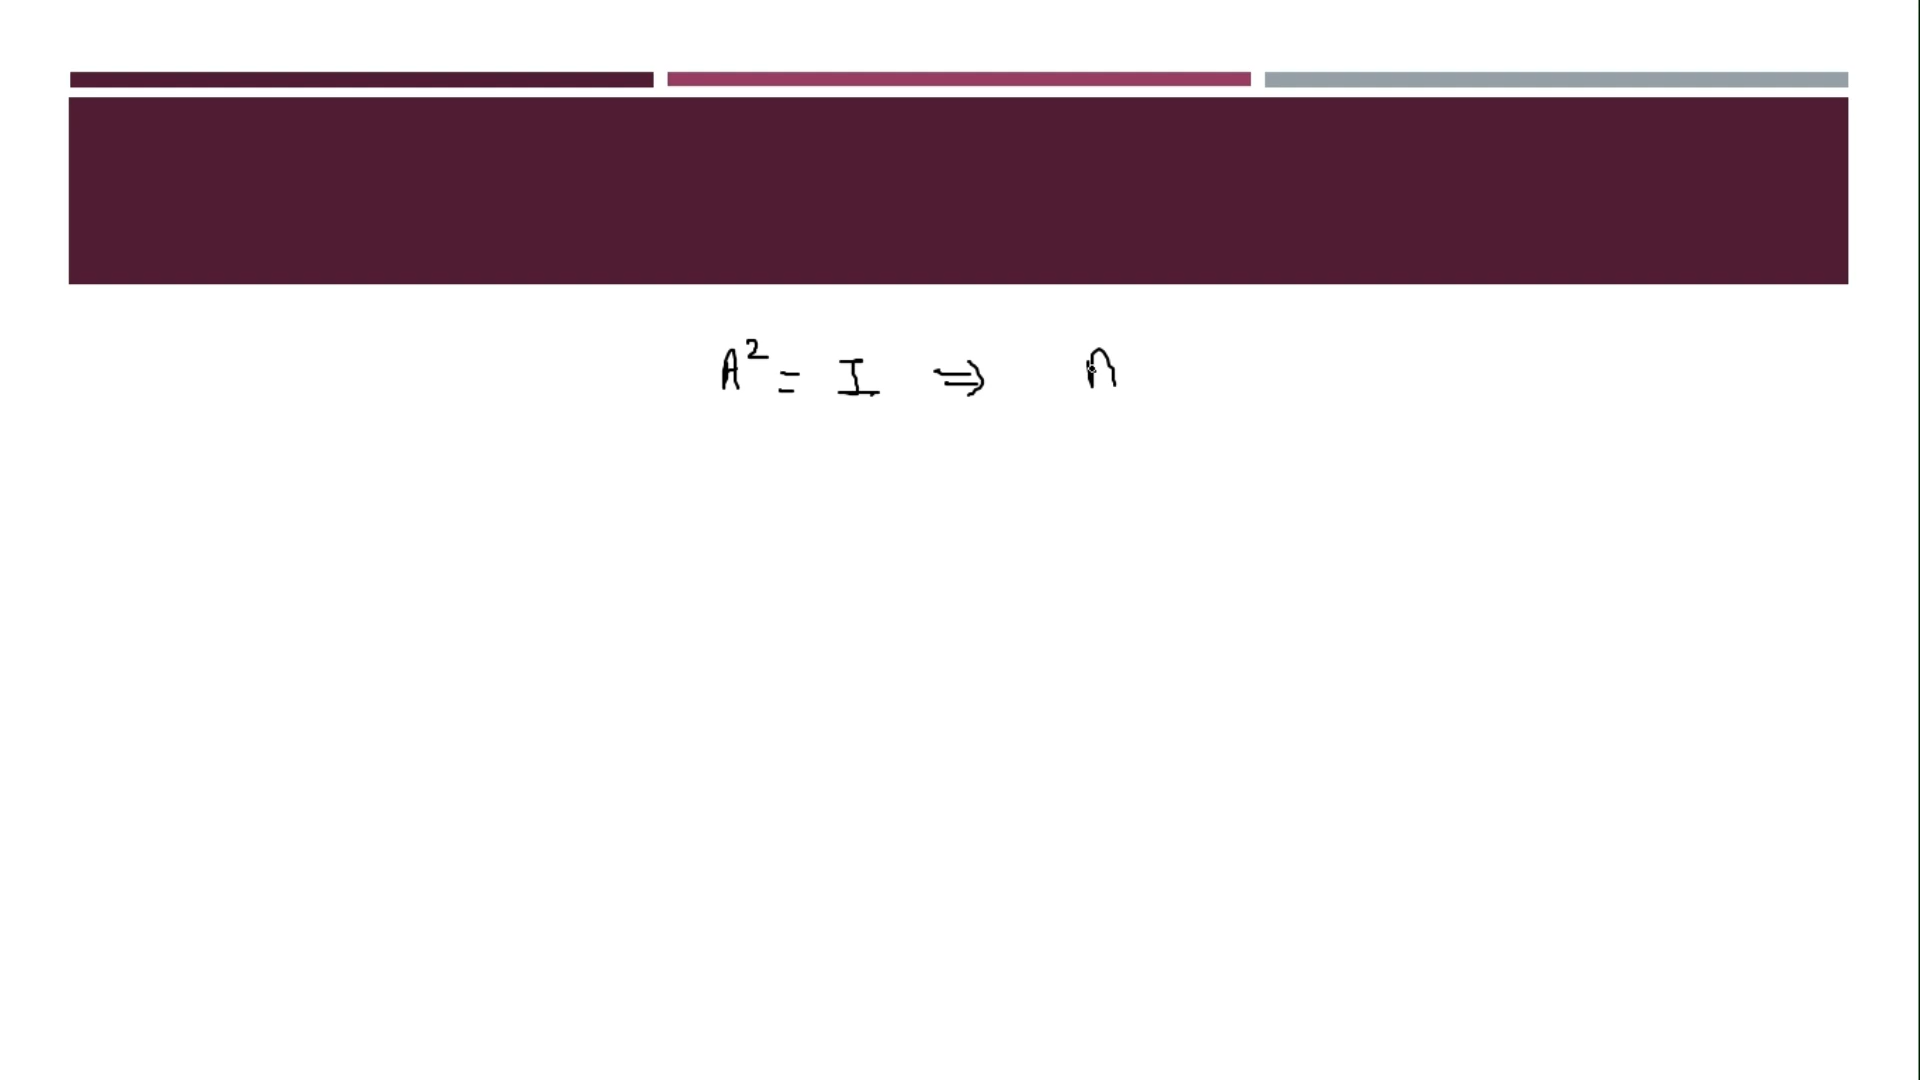 A² = I ⇒ A